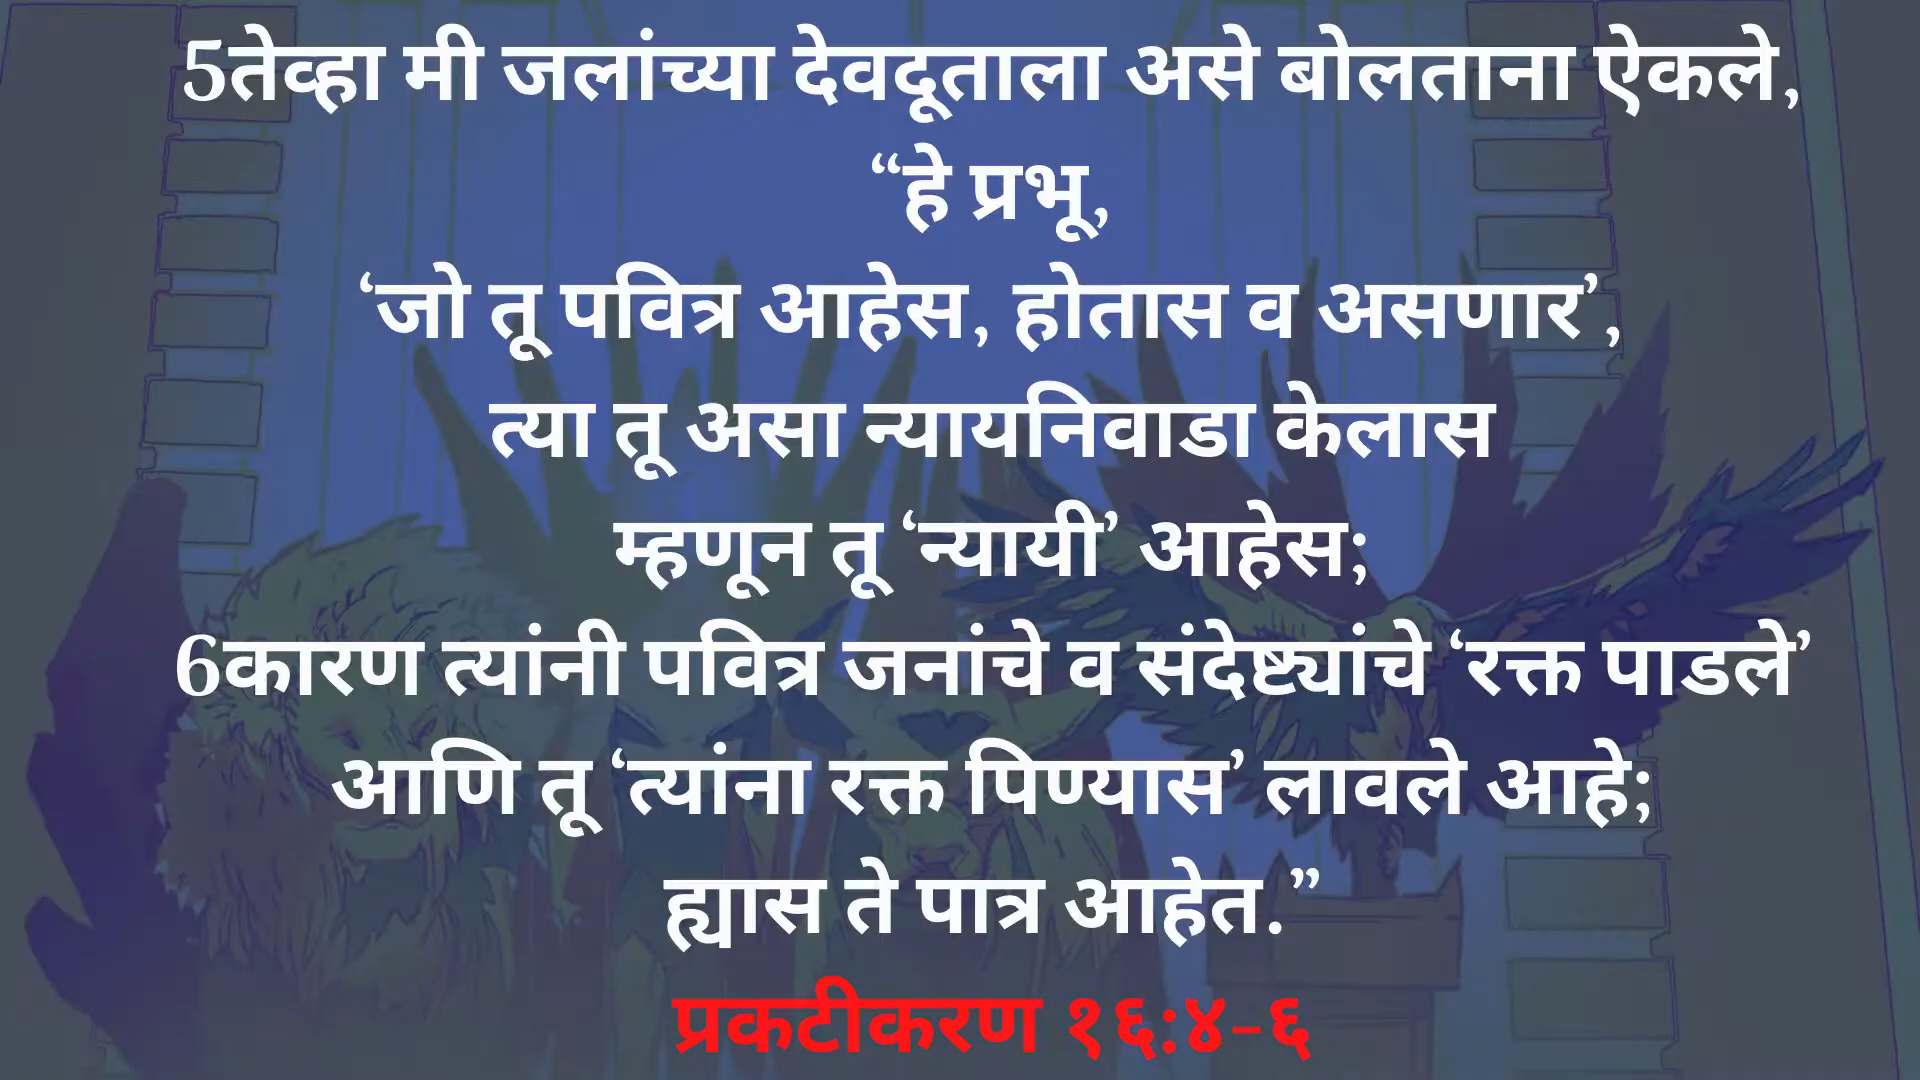 5तेव्हा मी जलांच्या देवदूताला असे बोलताना ऐकले,
“हे प्रभू,
‘जो तू पवित्र आहेस, होतास व असणार’,
त्या तू असा न्यायनिवाडा केलास
म्हणून तू ‘न्यायी’ आहेस;
6कारण त्यांनी पवित्र जनांचे व संदेष्ट्यांचे ‘रक्त पाडले’
आणि तू ‘त्यांना रक्त पिण्यास’ लावले आहे;
ह्यास ते पात्र आहेत.”
प्रकटीकरण १६:४-६